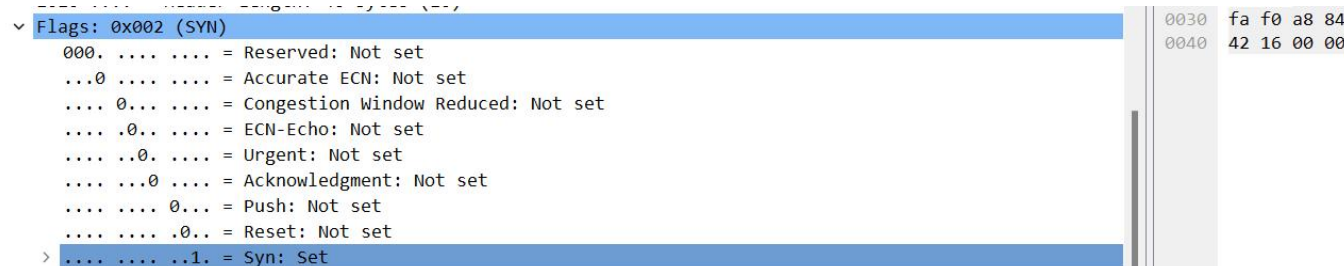 Flags: 0x002 (SYN)
000. .... .... = Reserved: Not set
...0 .... .... = Accurate ECN: Not set
.... 0... .... = Congestion Window Reduced: Not set
.... .0.. .... = ECN-Echo: Not set
.... ..0. .... = Urgent: Not set
.... ...0 .... = Acknowledgment: Not set
.... .... 0... = Push: Not set
.... .... .0.. = Reset: Not set
.... .... ..1. = Syn: Set
0030 fa f0 a8 84
0040 42 16 00 00